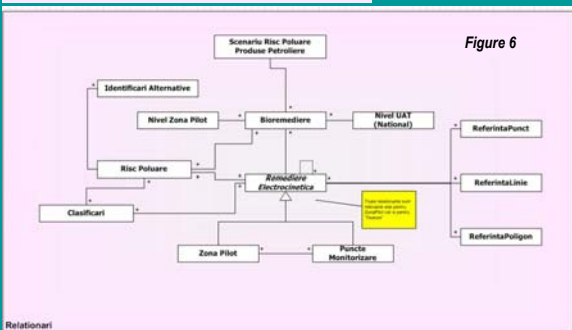 Figure 6
Scenariu Risc Poluare
Produse Petroliere
Identificari Alternative
Nivel Zona Pilot
Bioremediere
Nivel UAT
(National)
ReferintaPunct
Risc Poluare
Remediere
Electrocinetica
ReferintaLinie
Clasificari
ReferintaPoligon
Zona Pilot
Puncte
Monitorizare
Relationari